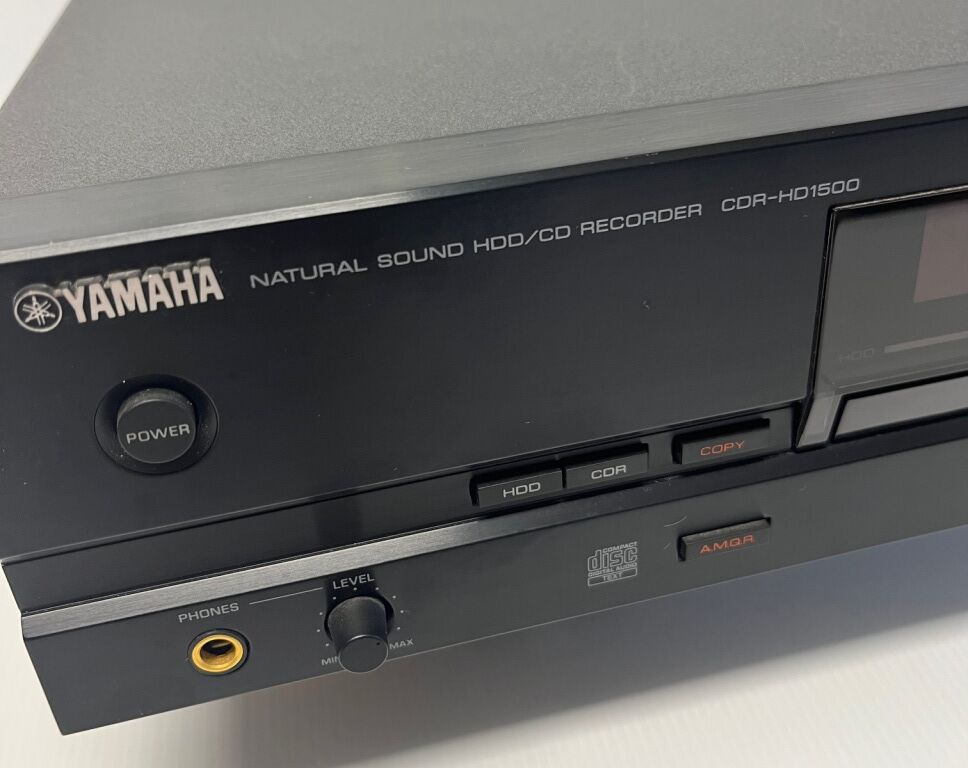 YAMAHA NATURAL SOUND HDD/CD RECORDER CDR-HD1500
HDD
POWER
HDD CDR COPY
COMPACT
disc
DIGITAL AUDIO
TEXT
A.M.Q.R.
PHONES LEVEL
MIN MAX